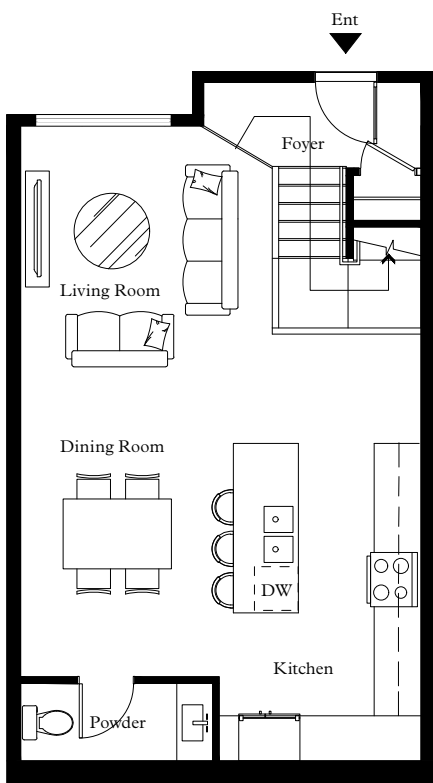 Ent
Foyer
Living Room
Dining Room
DW
Kitchen
Powder